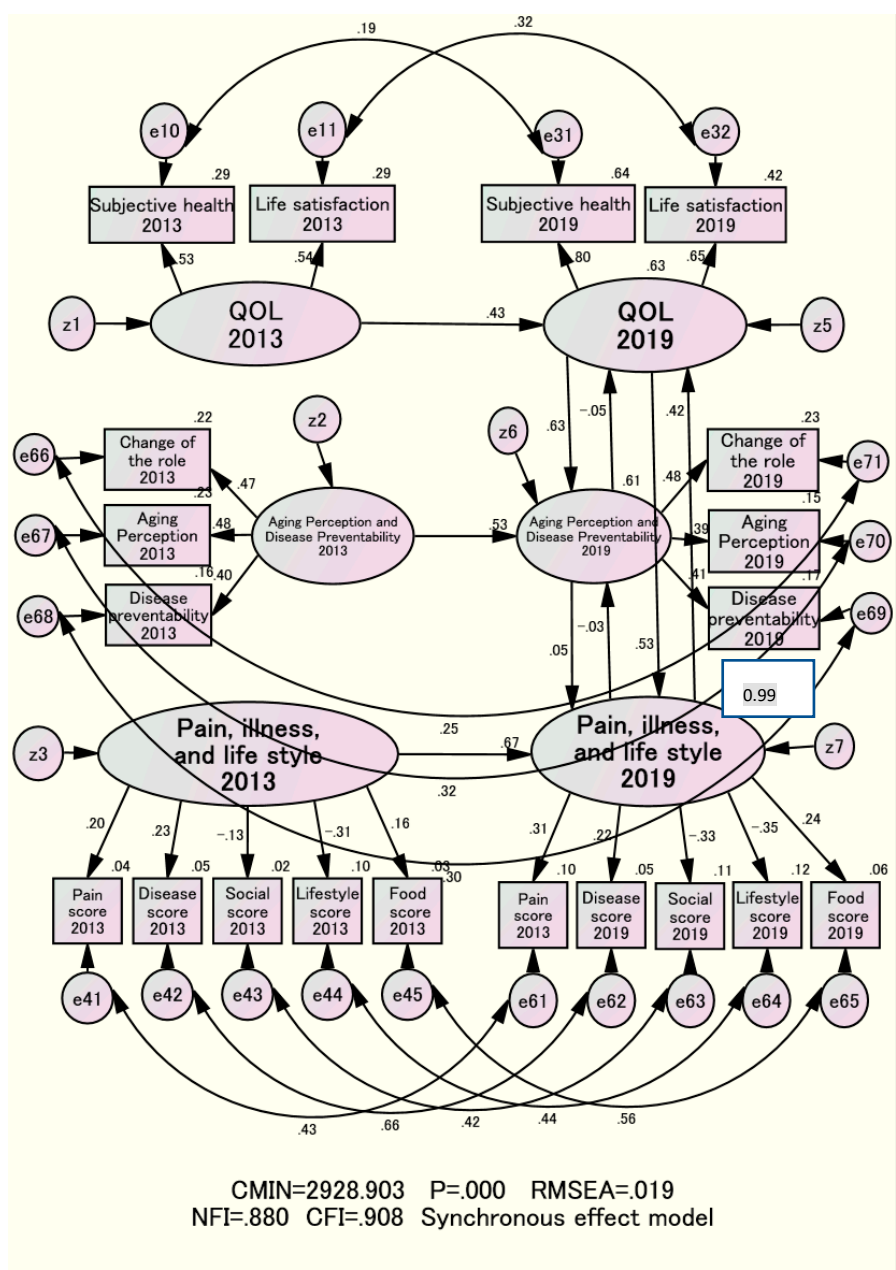 .19
.32
e10
e11
e31
e32
.29
.29
.64
.42
Subjective health
2013
Life satisfaction
2013
Subjective health
2019
Life satisfaction
2019
.53
.54
.80
.65
.63
z1
QOL
2013
.43
QOL
2019
z5
.63
-.05
.42
z2
z6
.22
.23
e66
Change of
the role
2013
.47
.23
e67
Aging
Perception
2013
.48
.16
.40
e68
Disease
preventability
2013
Aging Perception and
Disease Preventability
2013
.53
.61
Aging Perception and
Disease Preventability
2019
.48
Change of
the role
2019
e71
.15
.39
Aging
Perception
2019
e70
.17
.41
Disease
preventability
2019
e69
.05
-.03
.53
0.99
z3
Pain, illness,
and life style
2013
.25
.67
.32
Pain, illness,
and life style
2019
z7
.20
.23
-.13
-.31
.16
.31
.22
-.33
-.35
.24
.04
.05
.02
.10
.03
.30
.10
.05
.11
.12
.06
Pain
score
2013
Disease
score
2013
Social
score
2013
Lifestyle
score
2013
Food
score
2013
Pain
score
2013
Disease
score
2019
Social
score
2019
Lifestyle
score
2019
Food
score
2019
e41
e42
e43
e44
e45
e61
e62
e63
e64
e65
.43
.66
.42
.44
.56
CMIN=2928.903 P=.000 RMSEA=.019
NFI=.880 CFI=.908 Synchronous effect model